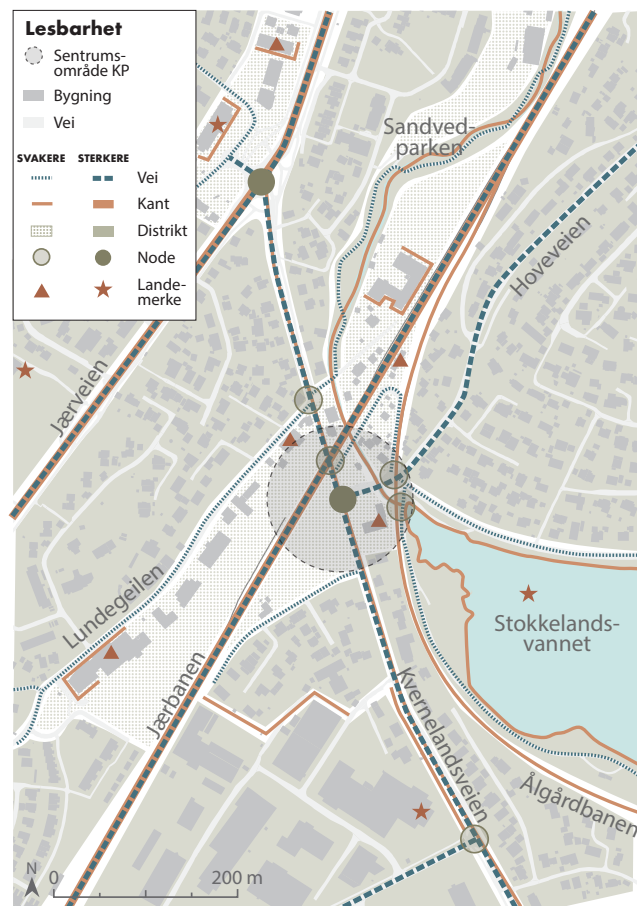 Lesbarhet
Sentrums-
område KP
Bygning
Vei
SVAKERE STERKERE
Vei
Kant
Distrikt
Node
Lande-
merke
Sandved-
parken
Hoveveien
Jærveien
Lundegeilen
Jærbanen
Stokkelands-
vannet
Kvernelandsveien
Ålgårdbanen
N
0 200 m